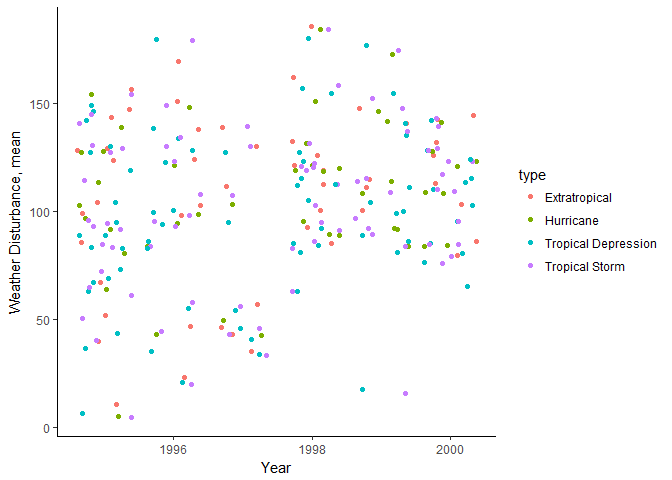 Weather Disturbance, mean
150
100
50
0
1996
1998
2000
Year
type
Extratropical
Hurricane
Tropical Depression
Tropical Storm